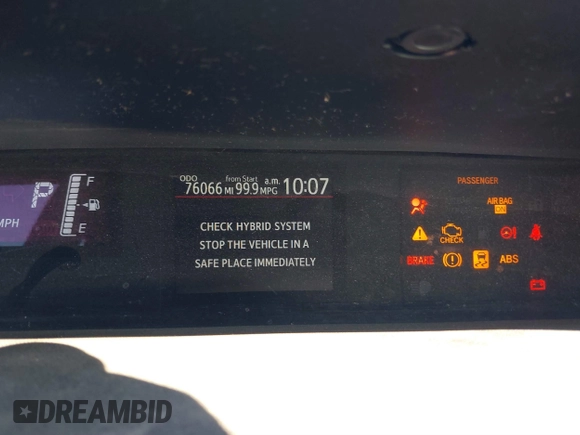 ODO from Start a.m.
76066 MI 99.9 MPG 10:07
P
F
E
MPH
CHECK HYBRID SYSTEM
STOP THE VEHICLE IN A
SAFE PLACE IMMEDIATELY
PASSENGER
AIR BAG
ON
CHECK
BRAKE
ABS
DREAMBID